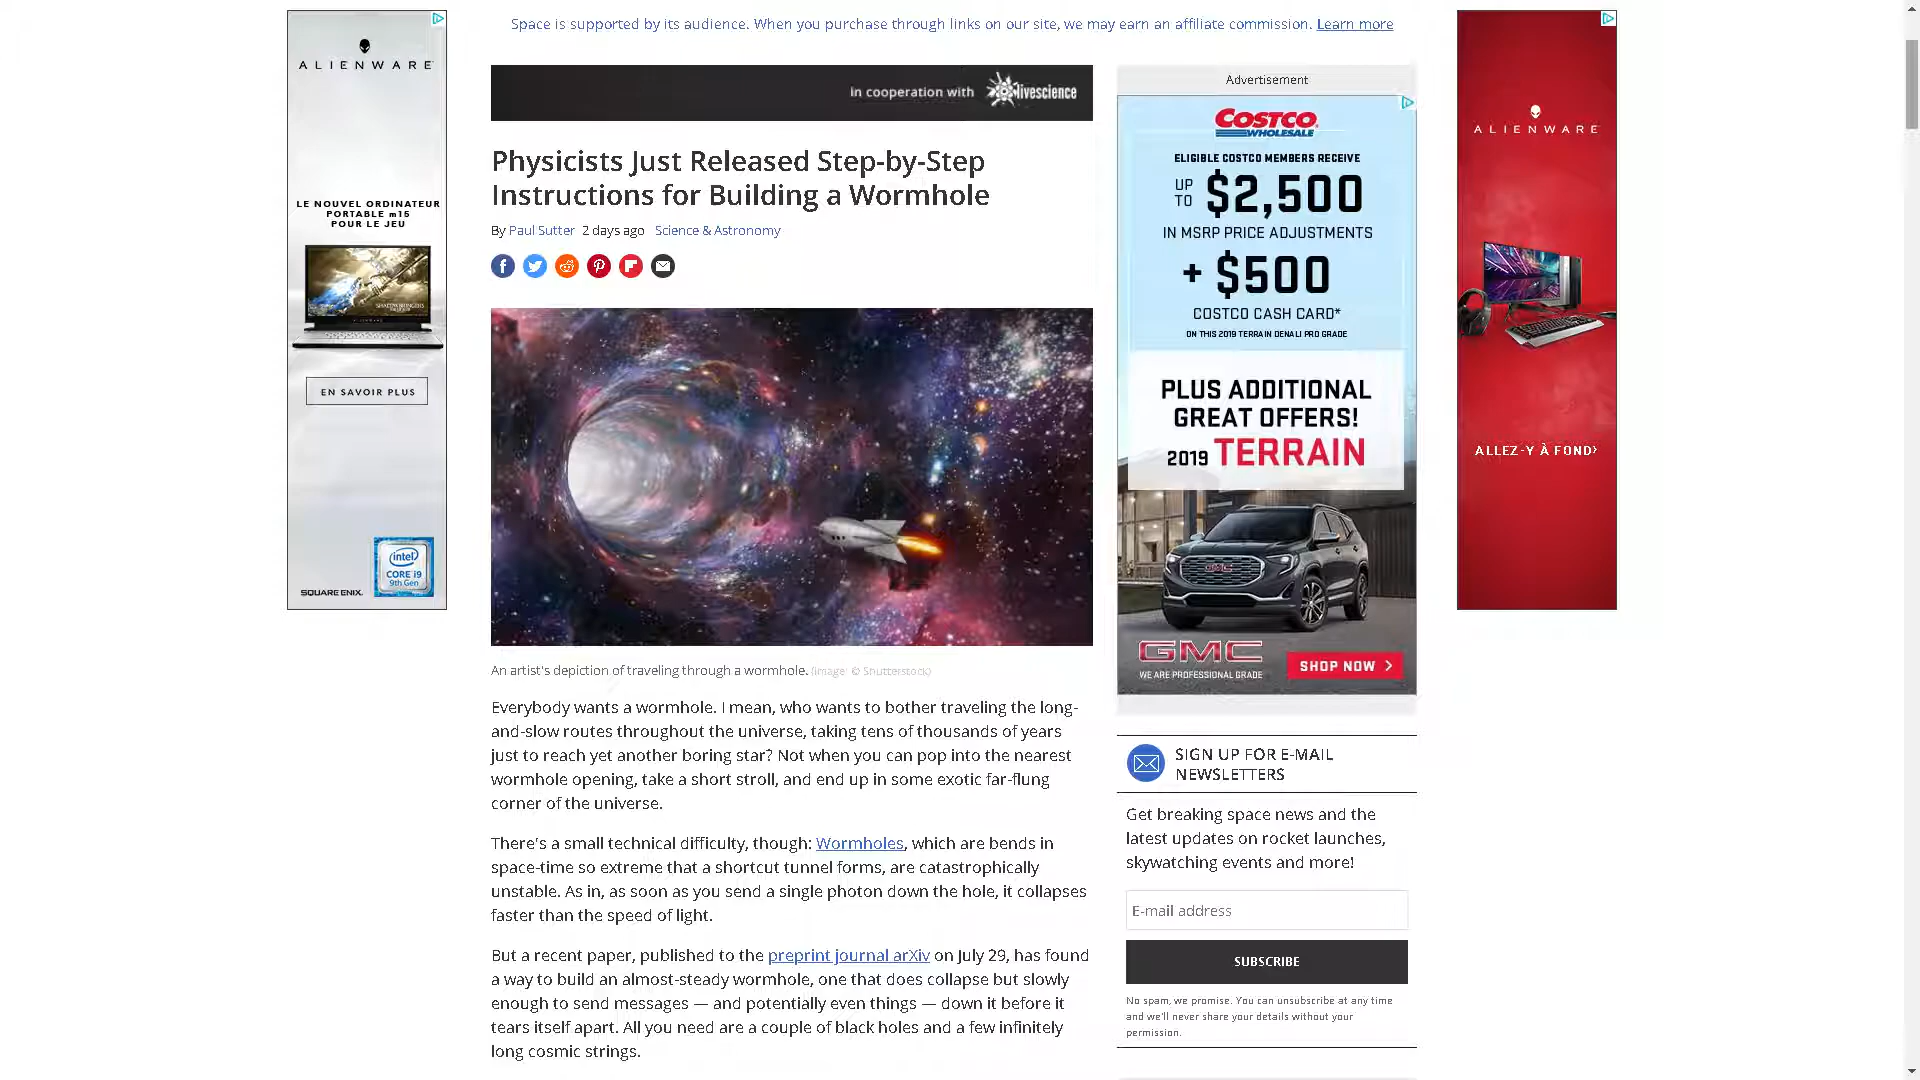 Space is supported by its audience. When you purchase through links on our site, we may earn an affiliate commission. Learn more
ALIENWARE
LE NOUVEL ORDINATEUR
PORTABLE m15
POUR LE JEU
EN SAVOIR PLUS
SQUARE ENIX.
intel
CORE i9
9th Gen
In cooperation with livescience
Physicists Just Released Step-by-Step
Instructions for Building a Wormhole
By Paul Sutter 2 days ago Science & Astronomy
An artist's depiction of traveling through a wormhole. (Image: © Shutterstock)
Everybody wants a wormhole. I mean, who wants to bother traveling the long-
and-slow routes throughout the universe, taking tens of thousands of years
just to reach yet another boring star? Not when you can pop into the nearest
wormhole opening, take a short stroll, and end up in some exotic far-flung
corner of the universe.
There's a small technical difficulty, though: Wormholes, which are bends in
space-time so extreme that a shortcut tunnel forms, are catastrophically
unstable. As in, as soon as you send a single photon down the hole, it collapses
faster than the speed of light.
But a recent paper, published to the preprint journal arXiv on July 29, has found
a way to build an almost-steady wormhole, one that does collapse but slowly
enough to send messages — and potentially even things — down it before it
tears itself apart. All you need are a couple of black holes and a few infinitely
long cosmic strings.
Advertisement
COSTCO
WHOLESALE
ELIGIBLE COSTCO MEMBERS RECEIVE
UP TO $2,500
IN MSRP PRICE ADJUSTMENTS
+ $500
COSTCO CASH CARD*
ON THIS 2019 TERRAIN DENALI PRO GRADE
PLUS ADDITIONAL
GREAT OFFERS!
2019 TERRAIN
GMC
GMC
WE ARE PROFESSIONAL GRADE
SHOP NOW >
SIGN UP FOR E-MAIL
NEWSLETTERS
Get breaking space news and the
latest updates on rocket launches,
skywatching events and more!
E-mail address
SUBSCRIBE
No spam, we promise. You can unsubscribe at any time
and we'll never share your details without your
permission.
ALIENWARE
ALLEZ-Y À FOND›